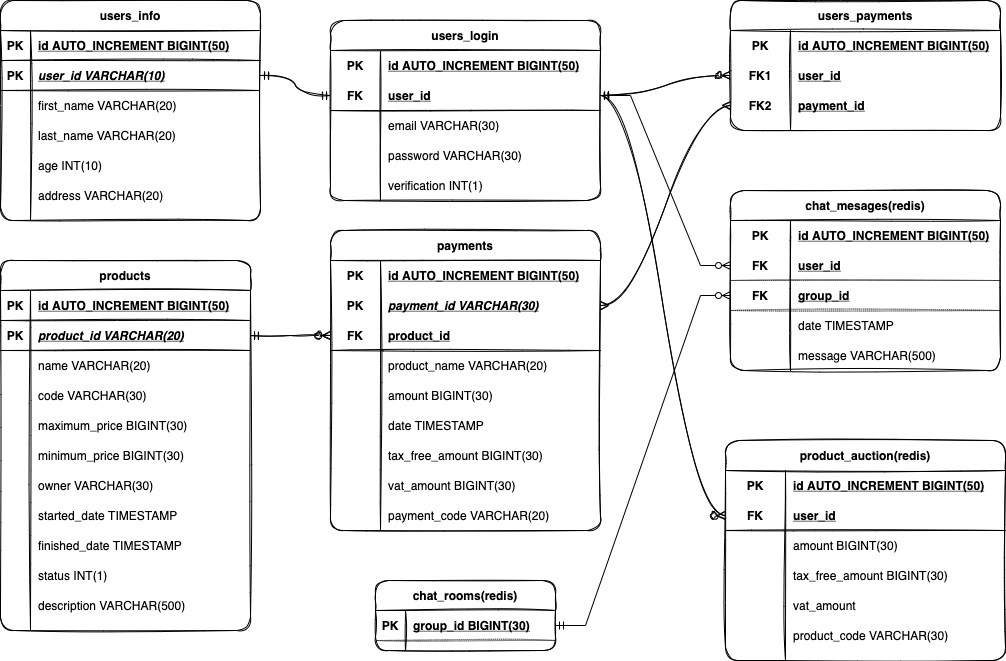 users_info
PK id AUTO_INCREMENT BIGINT(50)
PK user_id VARCHAR(10)
first_name VARCHAR(20)
last_name VARCHAR(20)
age INT(10)
address VARCHAR(20)
users_login
PK id AUTO_INCREMENT BIGINT(50)
FK user_id
email VARCHAR(30)
password VARCHAR(30)
verification INT(1)
users_payments
PK id AUTO_INCREMENT BIGINT(50)
FK1 user_id
FK2 payment_id
products
PK id AUTO_INCREMENT BIGINT(50)
PK product_id VARCHAR(20)
name VARCHAR(20)
code VARCHAR(30)
maximum_price BIGINT(30)
minimum_price BIGINT(30)
owner VARCHAR(30)
started_date TIMESTAMP
finished_date TIMESTAMP
status INT(1)
description VARCHAR(500)
payments
PK id AUTO_INCREMENT BIGINT(50)
PK payment_id VARCHAR(30)
FK product_id
product_name VARCHAR(20)
amount BIGINT(30)
date TIMESTAMP
tax_free_amount BIGINT(30)
vat_amount BIGINT(30)
payment_code VARCHAR(20)
chat_mesages(redis)
PK id AUTO_INCREMENT BIGINT(50)
FK user_id
FK group_id
date TIMESTAMP
message VARCHAR(500)
chat_rooms(redis)
PK group_id BIGINT(30)
product_auction(redis)
PK id AUTO_INCREMENT BIGINT(50)
FK user_id
amount BIGINT(30)
tax_free_amount BIGINT(30)
vat_amount
product_code VARCHAR(30)